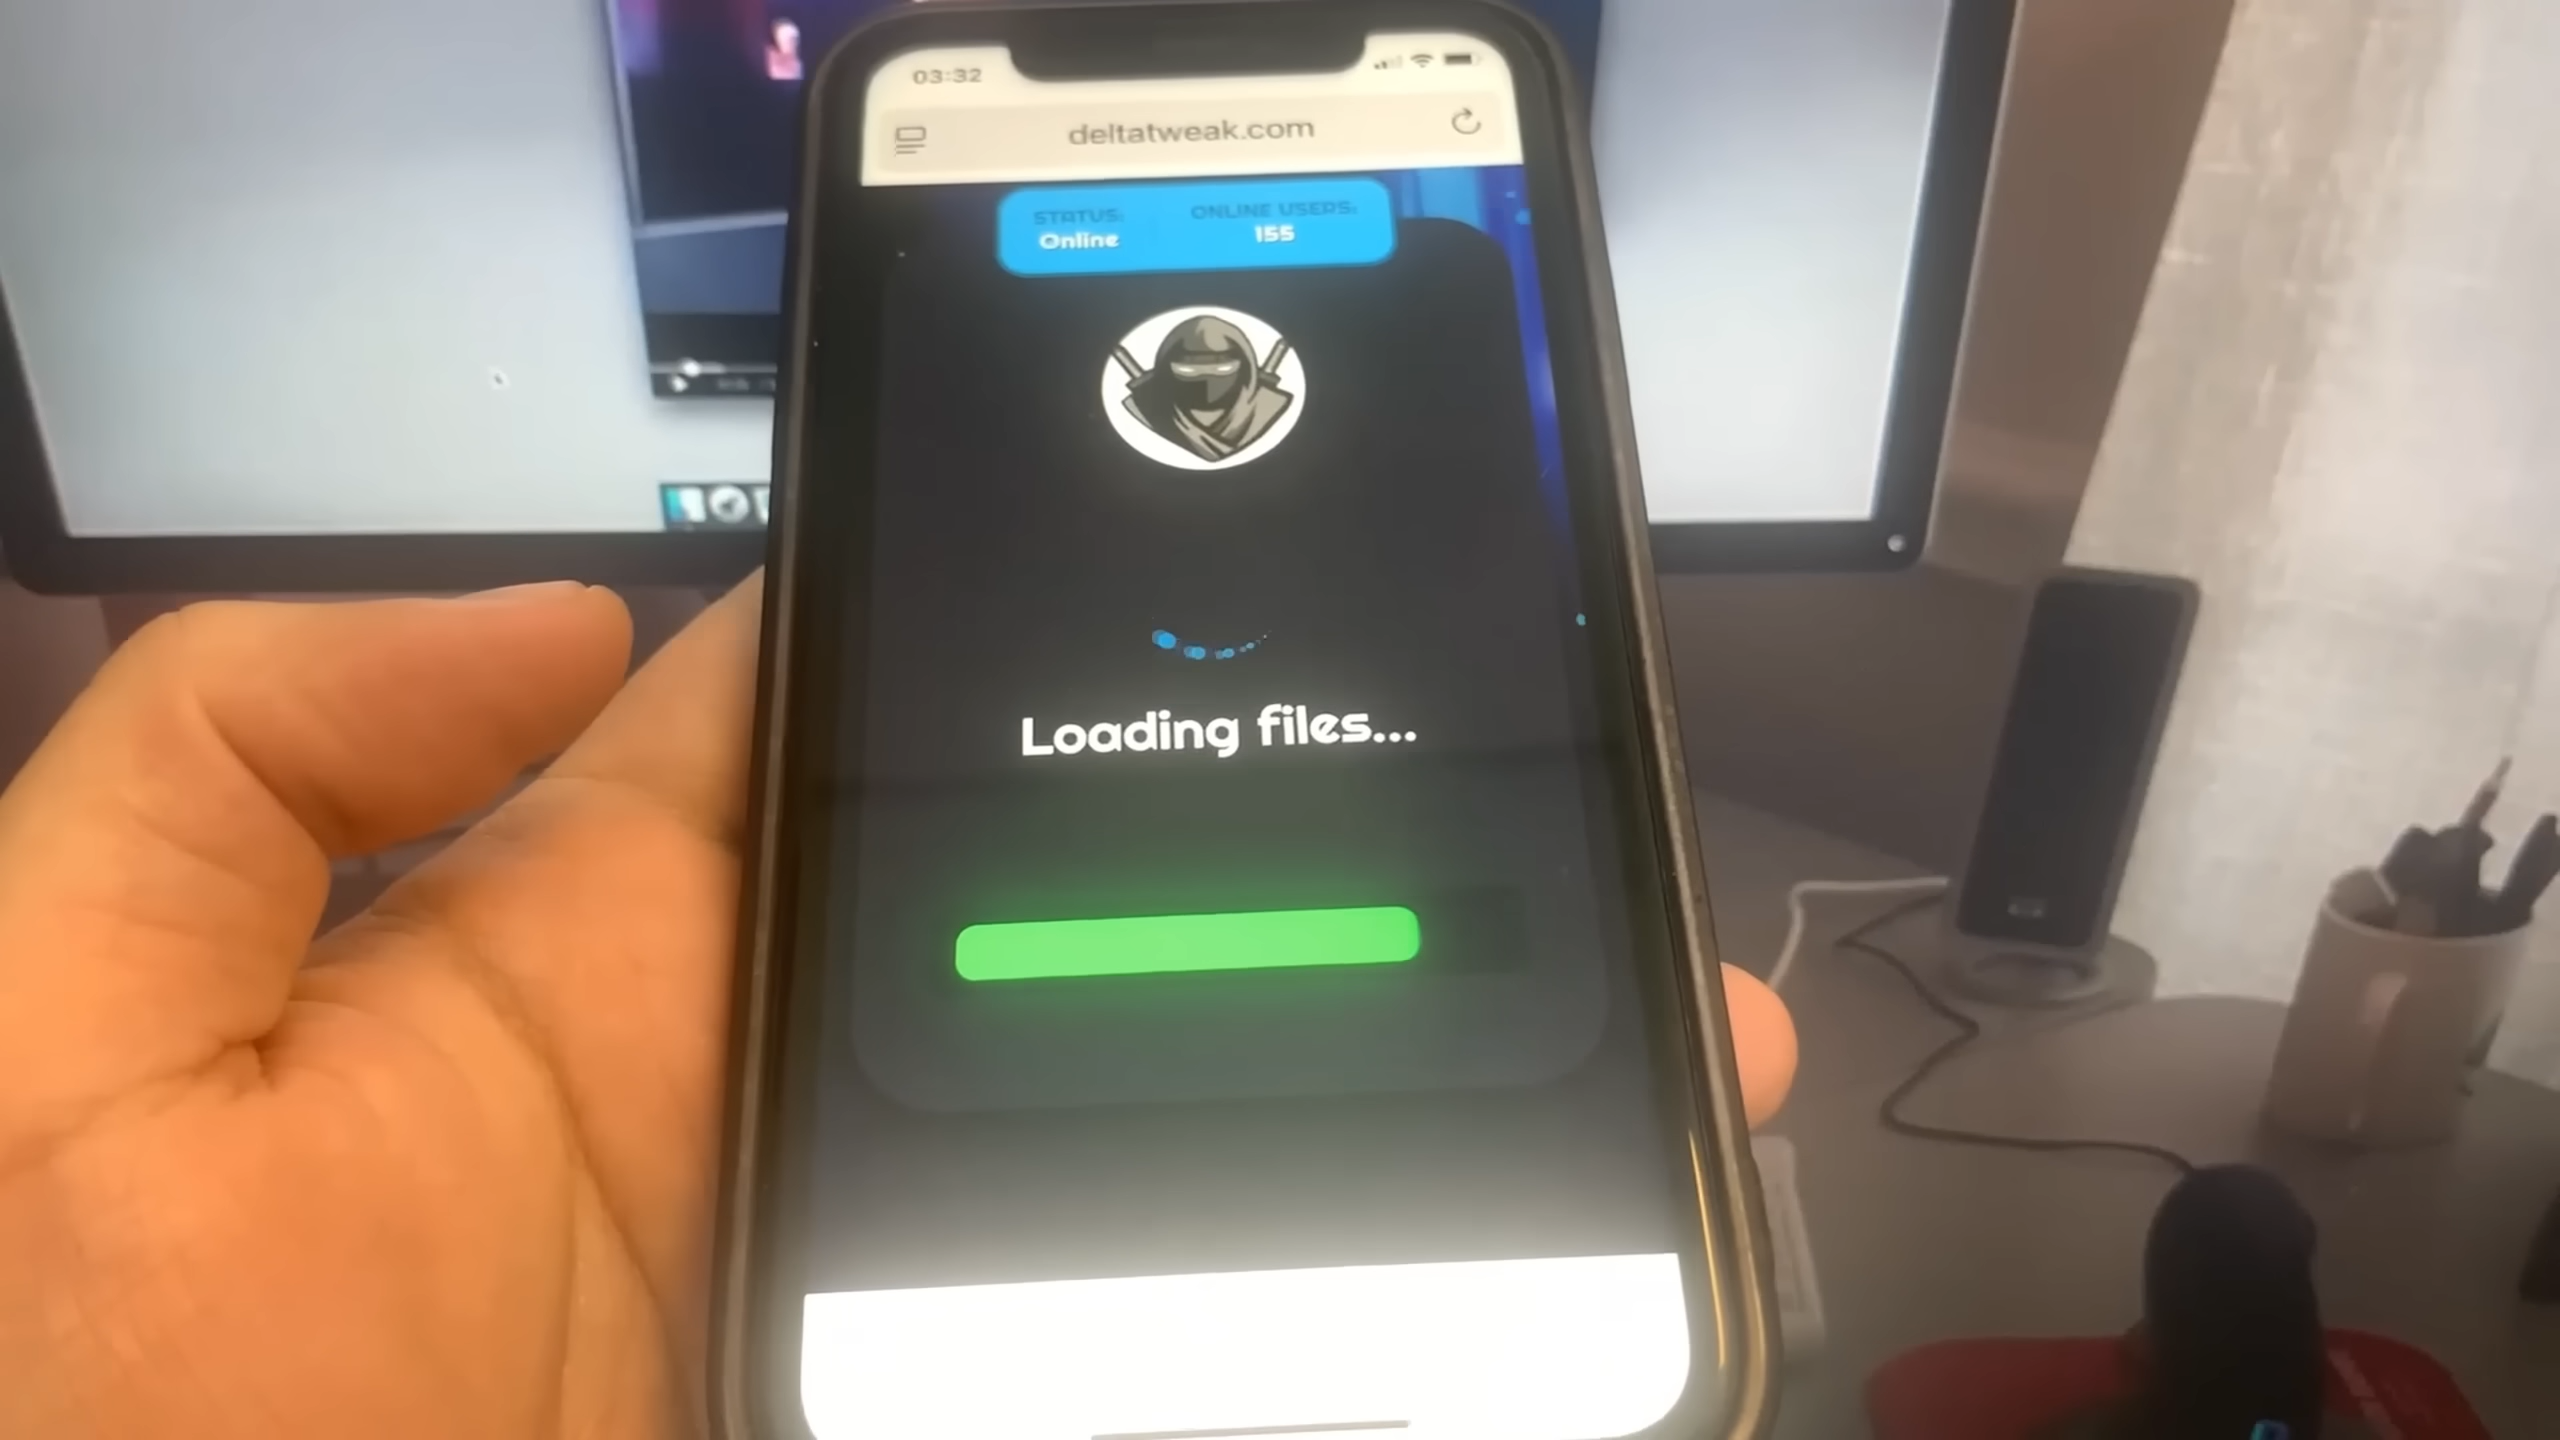 03:32
deltatweak.com
STATUS:
Online
ONLINE USERS:
155
Loading files...